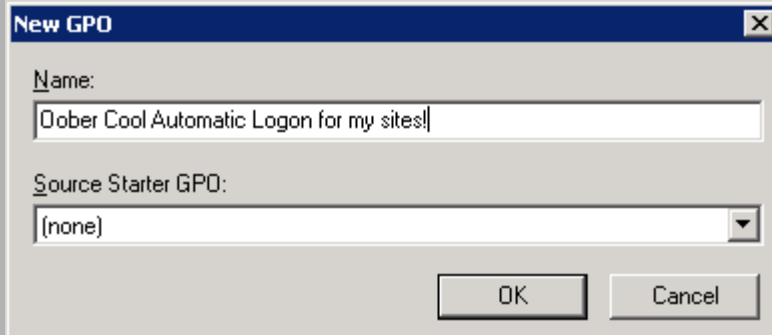 New GPO
Name:
Oober Cool Automatic Logon for my sites!
Source Starter GPO:
(none)
OK
Cancel